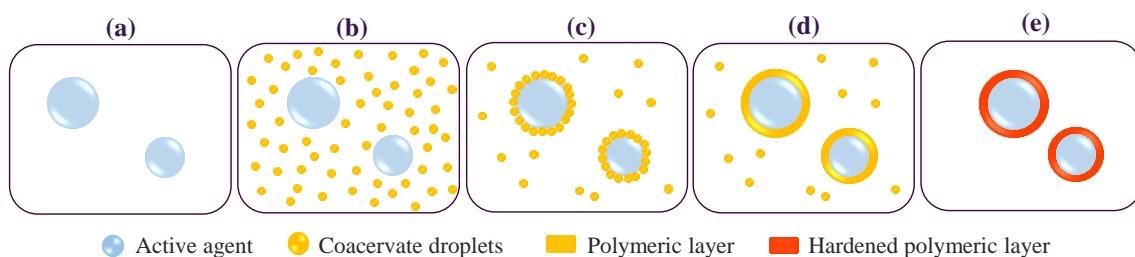 (a) (b) (c) (d) (e)
Active agent Coacervate droplets Polymeric layer Hardened polymeric layer